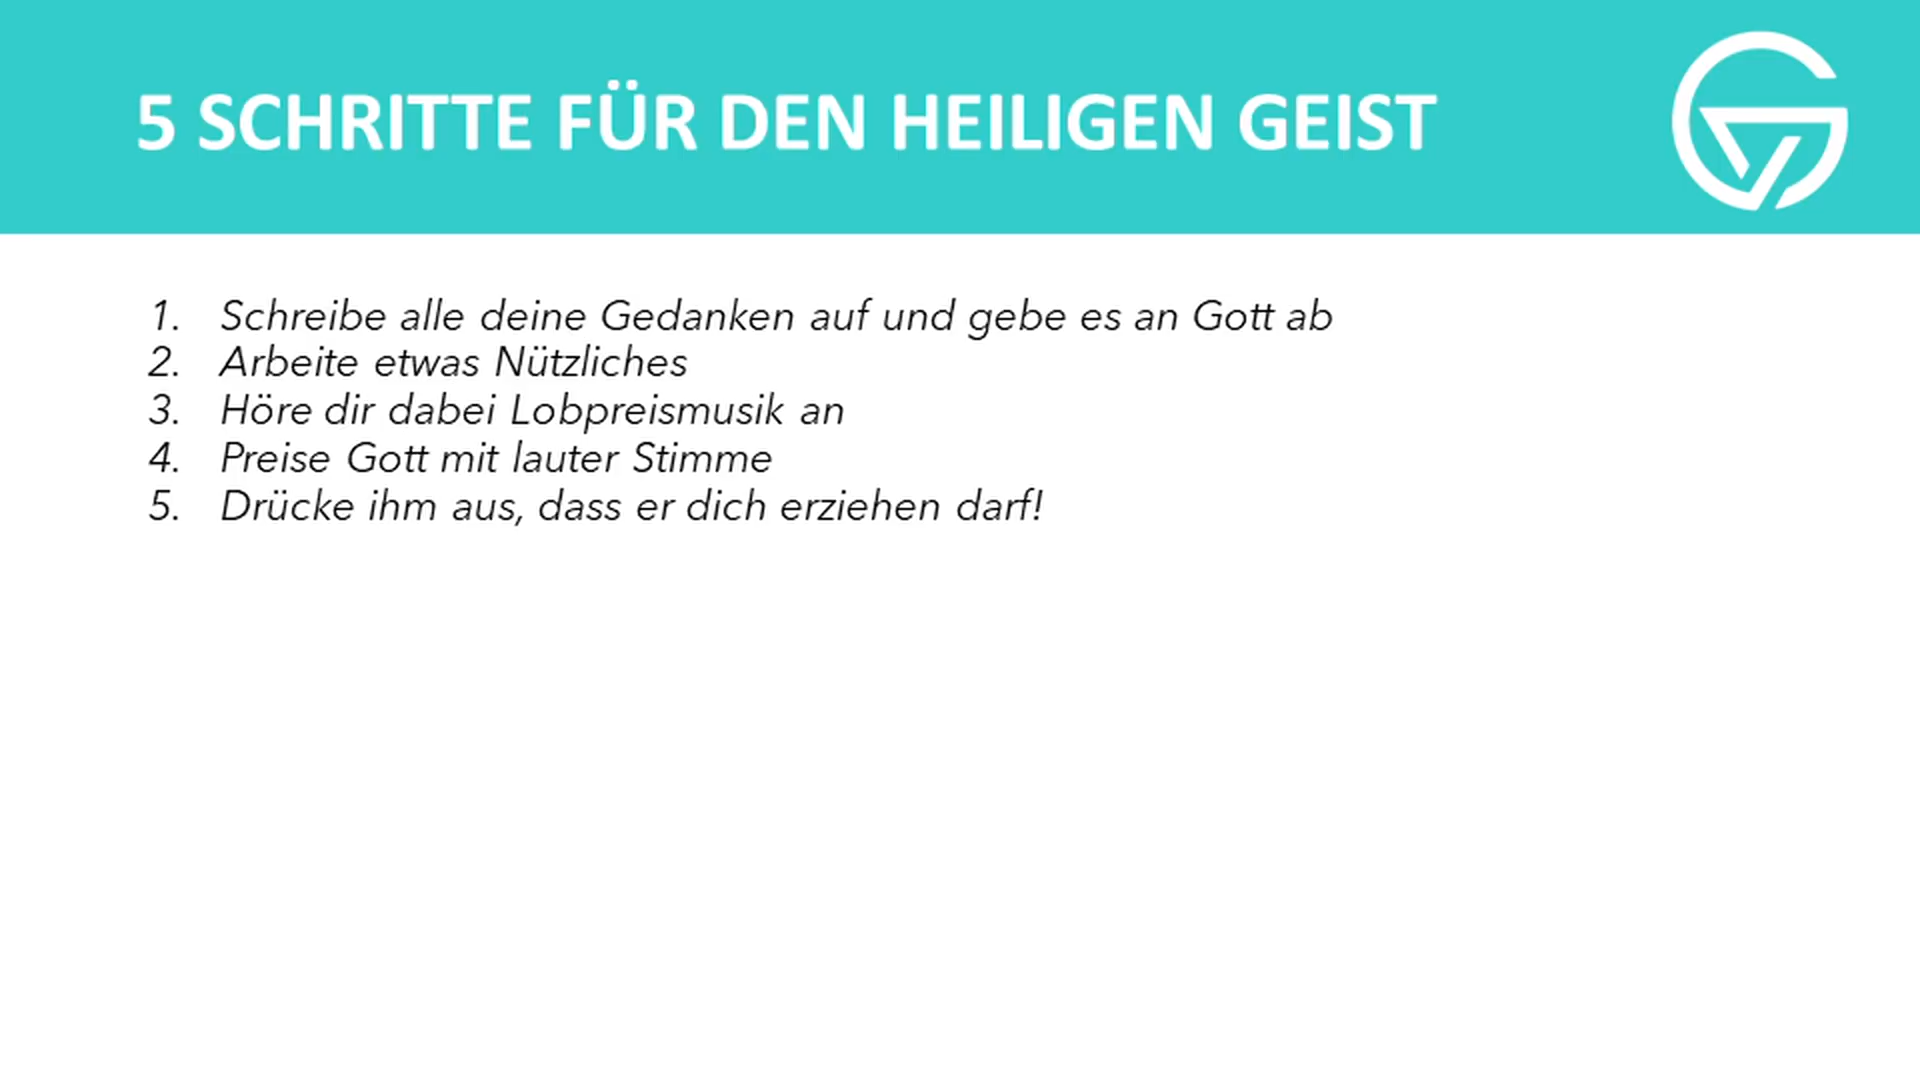 5 SCHRITTE FÜR DEN HEILIGEN GEIST
1. Schreibe alle deine Gedanken auf und gebe es an Gott ab
2. Arbeite etwas Nützliches
3. Höre dir dabei Lobpreismusik an
4. Preise Gott mit lauter Stimme
5. Drücke ihm aus, dass er dich erziehen darf!